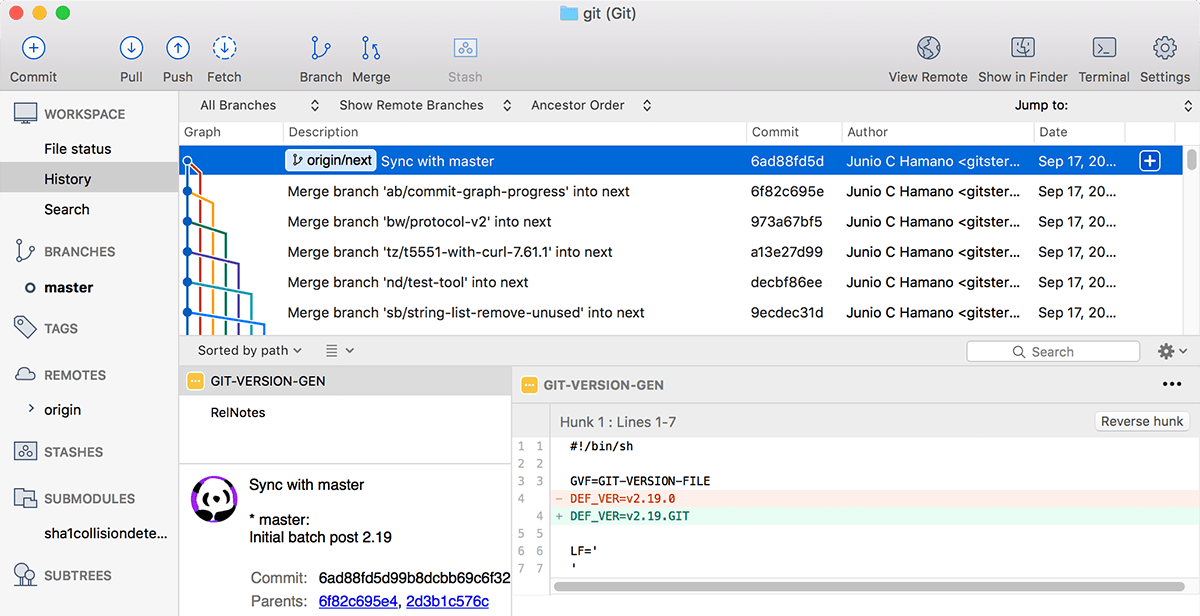 git (Git)
Commit Pull Push Fetch Branch Merge Stash View Remote Show in Finder Terminal Settings
All Branches Show Remote Branches Ancestor Order Jump to:
WORKSPACE
File status
History
Search
BRANCHES
master
TAGS
REMOTES
origin
STASHES
SUBMODULES
sha1collisiondete...
SUBTREES
Graph Description Commit Author Date
origin/next Sync with master 6ad88fd5d Junio C Hamano <gitster... Sep 17, 20...
Merge branch 'ab/commit-graph-progress' into next 6f82c695e Junio C Hamano <gitster... Sep 17, 20...
Merge branch 'bw/protocol-v2' into next 973a67bf5 Junio C Hamano <gitster... Sep 17, 20...
Merge branch 'tz/t5551-with-curl-7.61.1' into next a13e27d99 Junio C Hamano <gitster... Sep 17, 20...
Merge branch 'nd/test-tool' into next decbf86ee Junio C Hamano <gitster... Sep 17, 20...
Merge branch 'sb/string-list-remove-unused' into next 9ecdec31d Junio C Hamano <gitster... Sep 17, 20...
Sorted by path Search
GIT-VERSION-GEN
RelNotes
Sync with master
* master:
Initial batch post 2.19
Commit: 6ad88fd5d99b8dcbb69c6f32
Parents: 6f82c695e4, 2d3b1c576c
GIT-VERSION-GEN
Hunk 1 : Lines 1-7 Reverse hunk
1 1 #!/bin/sh
2 2
3 3 GVF=GIT-VERSION-FILE
4 - DEF_VER=v2.19.0
4 + DEF_VER=v2.19.GIT
5 5
6 6 LF='
7 7 '